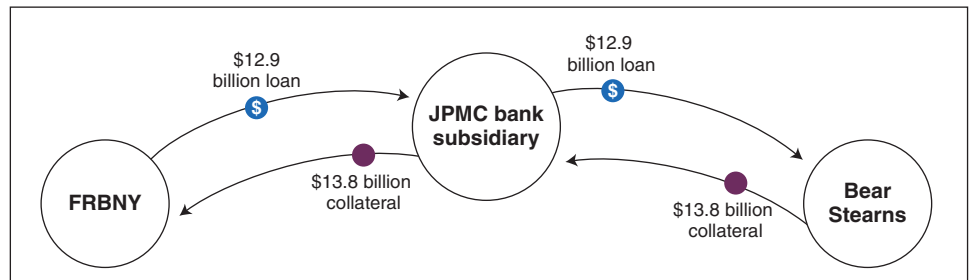 $12.9
billion loan
$12.9
billion loan
$
$
JPMC bank
subsidiary
$13.8 billion
collateral
FRBNY
$13.8 billion
collateral
Bear
Stearns